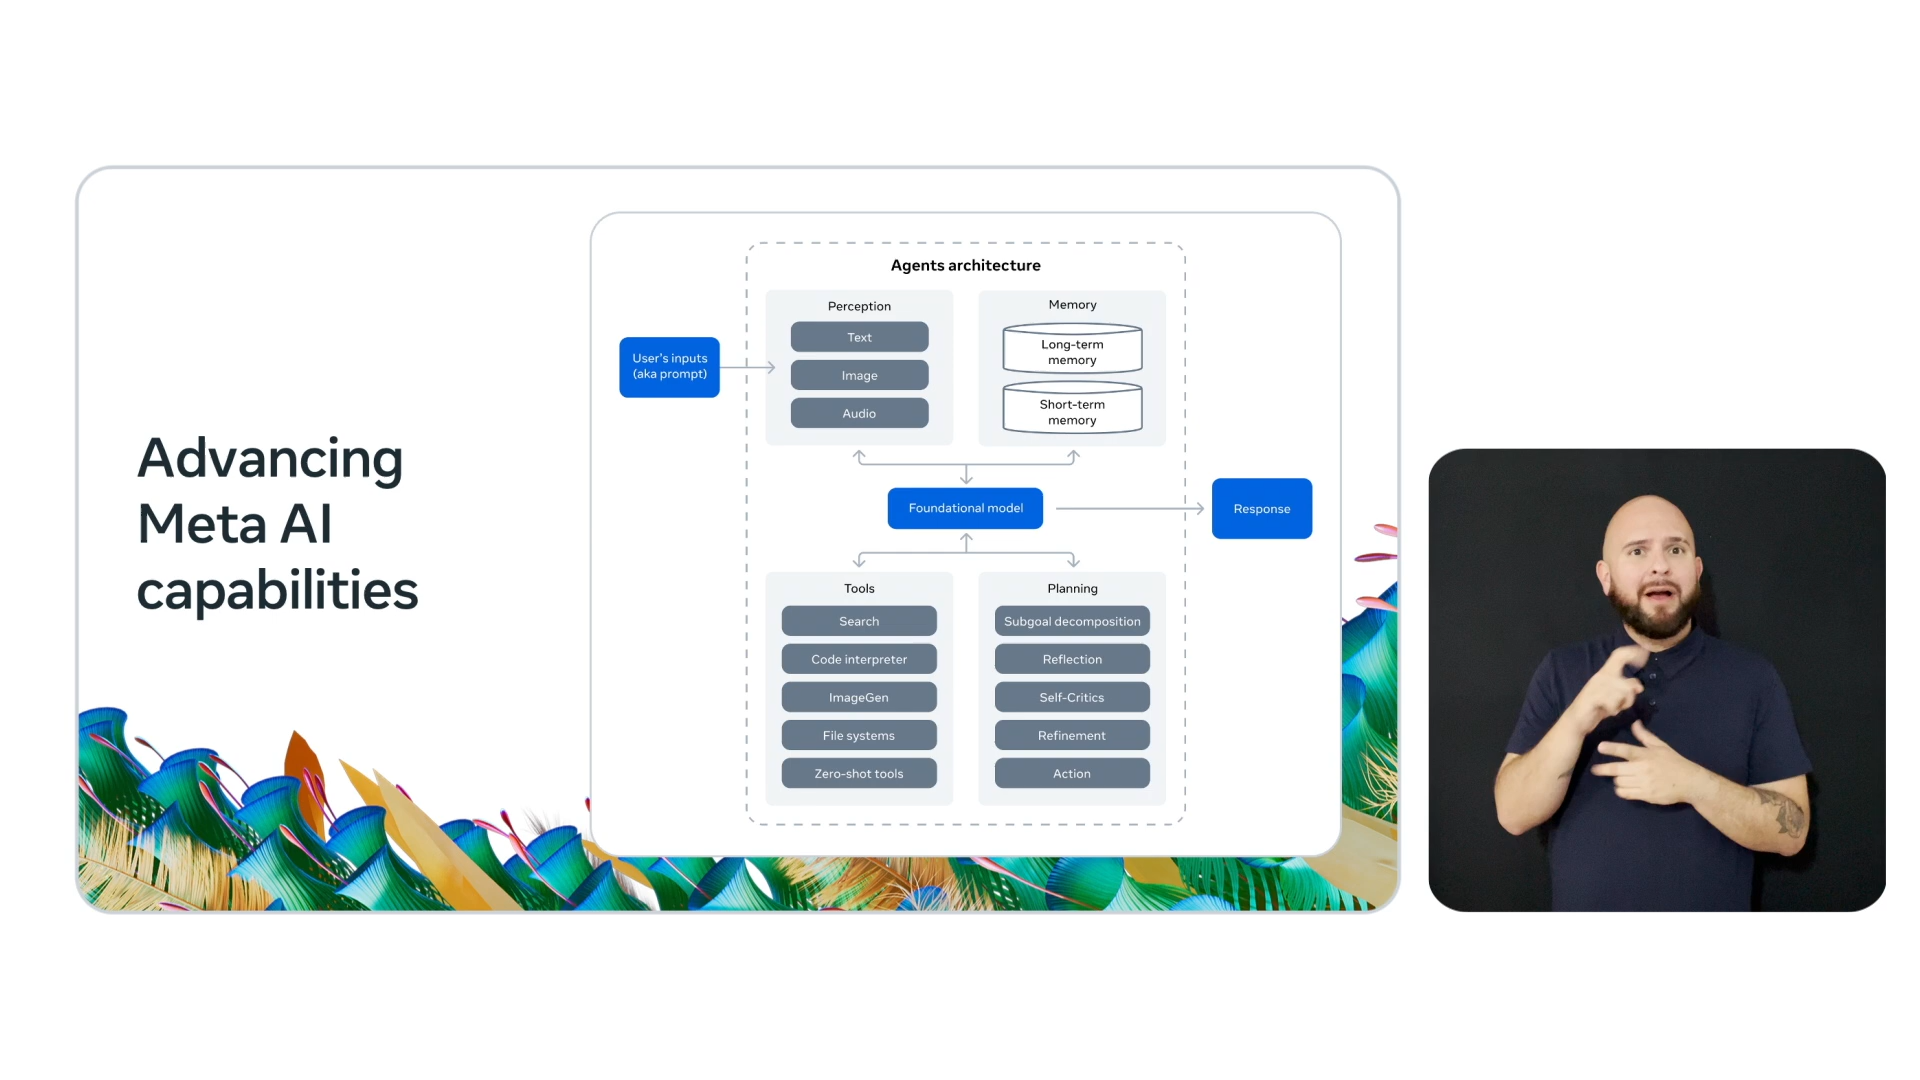 Advancing
Meta AI
capabilities
Agents architecture
User's inputs
(aka prompt)
Perception
Text
Image
Audio
Memory
Long-term
memory
Short-term
memory
Foundational model
Response
Tools
Search
Code interpreter
ImageGen
File systems
Zero-shot tools
Planning
Subgoal decomposition
Reflection
Self-Critics
Refinement
Action